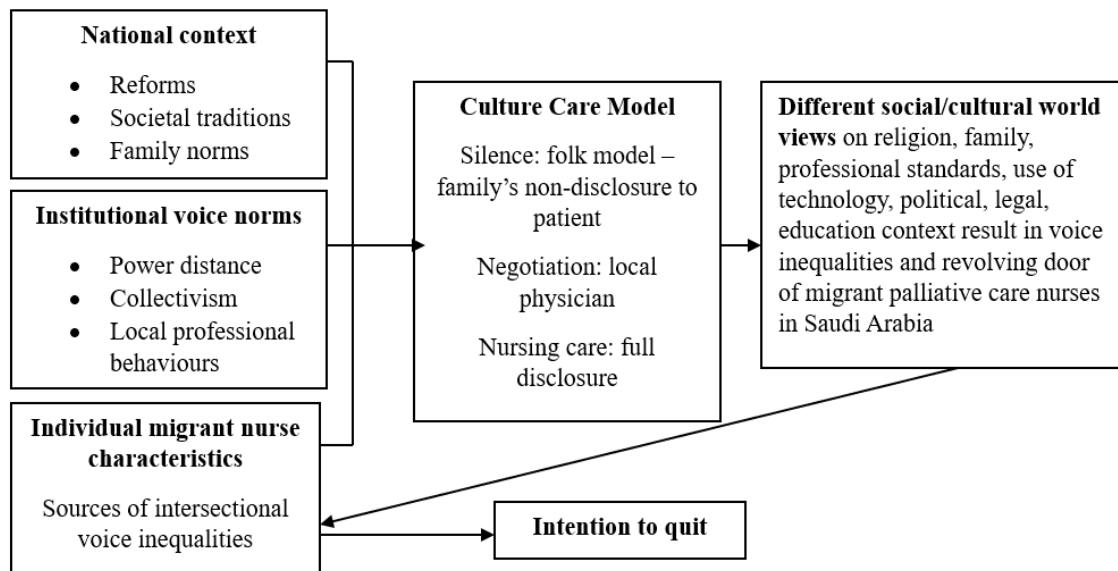 National context
• Reforms
• Societal traditions
• Family norms
Institutional voice norms
• Power distance
• Collectivism
• Local professional
behaviours
Individual migrant nurse
characteristics
Sources of intersectional
voice inequalities
Culture Care Model
Silence: folk model –
family’s non-disclosure to
patient
Negotiation: local
physician
Nursing care: full
disclosure
Different social/cultural world
views on religion, family,
professional standards, use of
technology, political, legal,
education context result in voice
inequalities and revolving door
of migrant palliative care nurses
in Saudi Arabia
Intention to quit